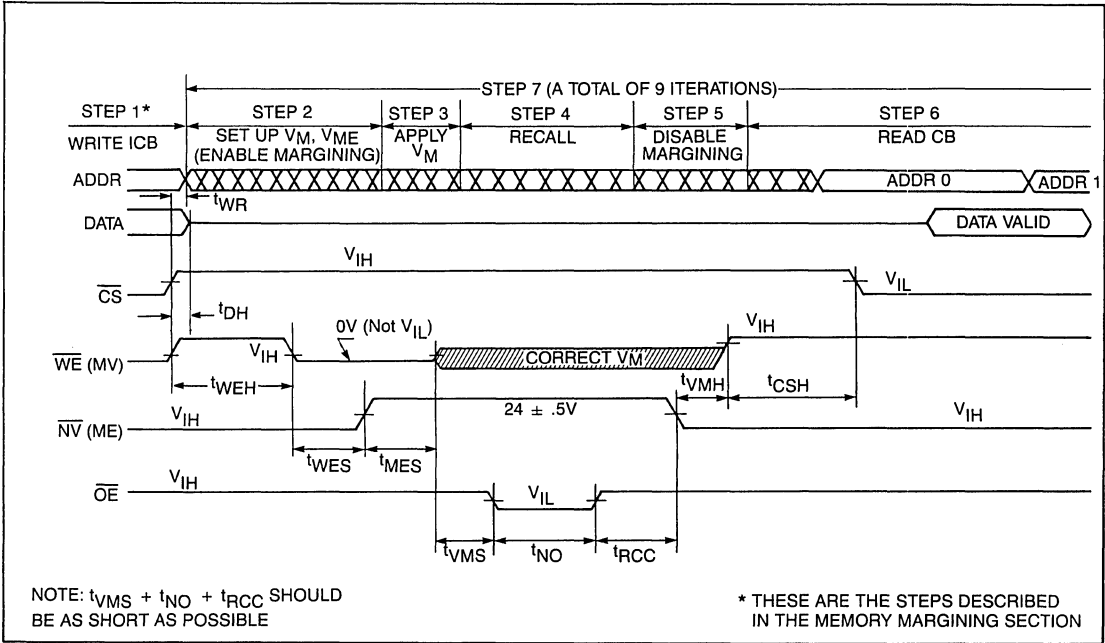 STEP 7 (A TOTAL OF 9 ITERATIONS)
STEP 1*
WRITE ICB
STEP 2
SET UP VM, VME
(ENABLE MARGINING)
STEP 3
APPLY
VM
STEP 4
RECALL
STEP 5
DISABLE
MARGINING
STEP 6
READ CB
ADDR
ADDR 0
ADDR 1
tWR
DATA
DATA VALID
VIH
CS
VIL
tDH
0V (Not VIL)
VIH
WE (MV)
VIH
CORRECT VM
tWEH
tVMH
tCSH
VIH
24 ± .5V
VIH
NV (ME)
tWES
tMES
VIH
OE
VIL
tVMS
tNO
tRCC
NOTE: tVMS + tNO + tRCC SHOULD
BE AS SHORT AS POSSIBLE
* THESE ARE THE STEPS DESCRIBED
IN THE MEMORY MARGINING SECTION